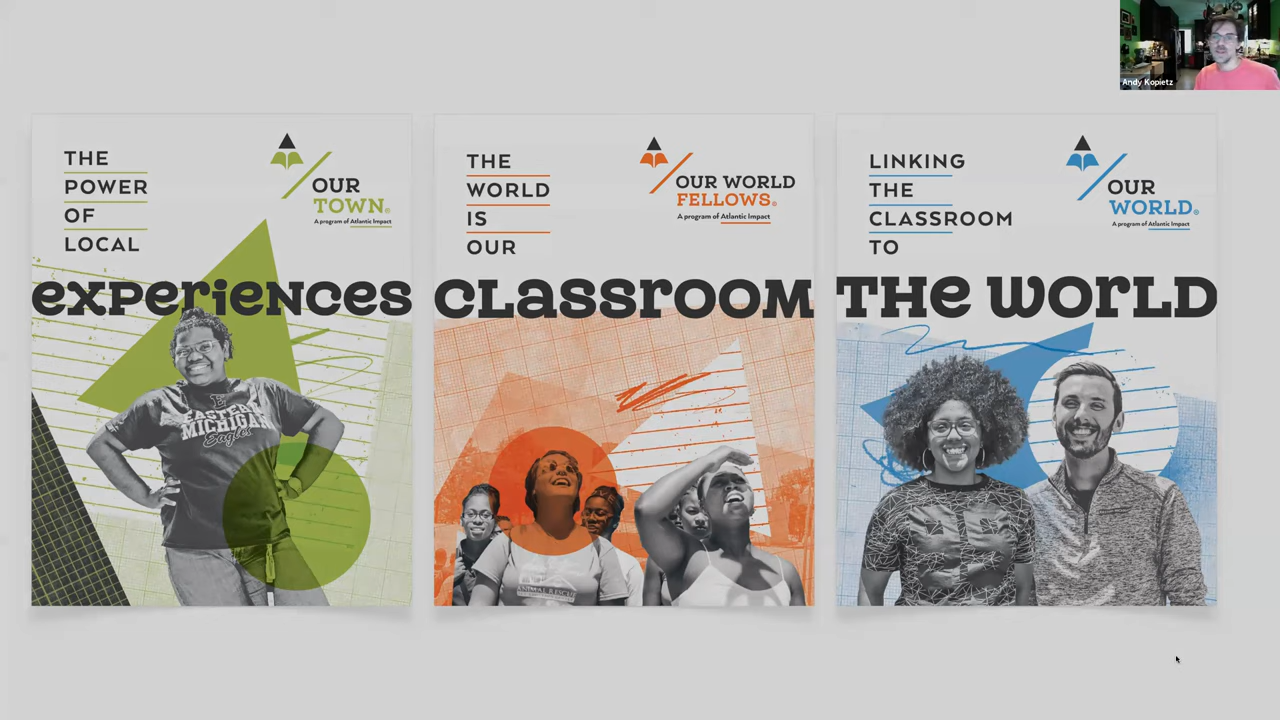 Andy Kopietz
THE
POWER
OF
LOCAL
experiences
OUR
TOWN®
A program of Atlantic Impact
EASTERN
MICHIGAN
Eagles
THE
WORLD
IS
OUR
CLassrOOM
OUR WORLD
FELLOWS®
A program of Atlantic Impact
ANIMAL RESCUE
LINKING
THE
CLASSROOM
TO
THE WORLD
OUR
WORLD®
A program of Atlantic Impact